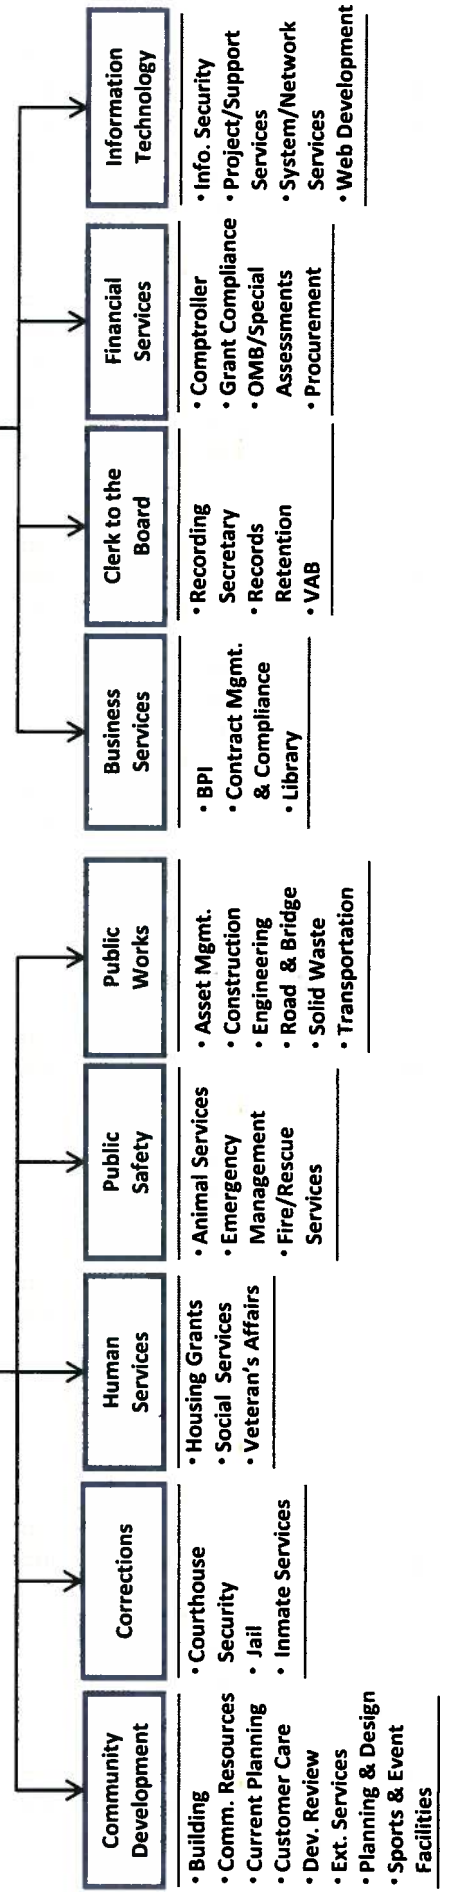 Community
Development
• Building
• Comm. Resources
• Current Planning
• Customer Care
• Dev. Review
• Ext. Services
• Planning & Design
• Sports & Event
Facilities
Corrections
• Courthouse
Security
• Jail
• Inmate Services
Human
Services
• Housing Grants
• Social Services
• Veteran's Affairs
Public
Safety
• Animal Services
• Emergency
Management
• Fire/Rescue
Services
Public
Works
• Asset Mgmt.
• Construction
• Engineering
• Road & Bridge
• Solid Waste
• Transportation
Business
Services
• BPI
• Contract Mgmt.
& Compliance
• Library
Clerk to the
Board
• Recording
Secretary
• Records
Retention
• VAB
Financial
Services
• Comptroller
• Grant Compliance
• OMB/Special
Assessments
• Procurement
Information
Technology
• Info. Security
• Project/Support
Services
• System/Network
Services
• Web Development